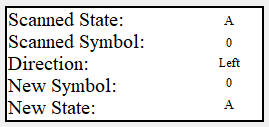 Scanned State: A
Scanned Symbol: 0
Direction: Left
New Symbol: 0
New State: A